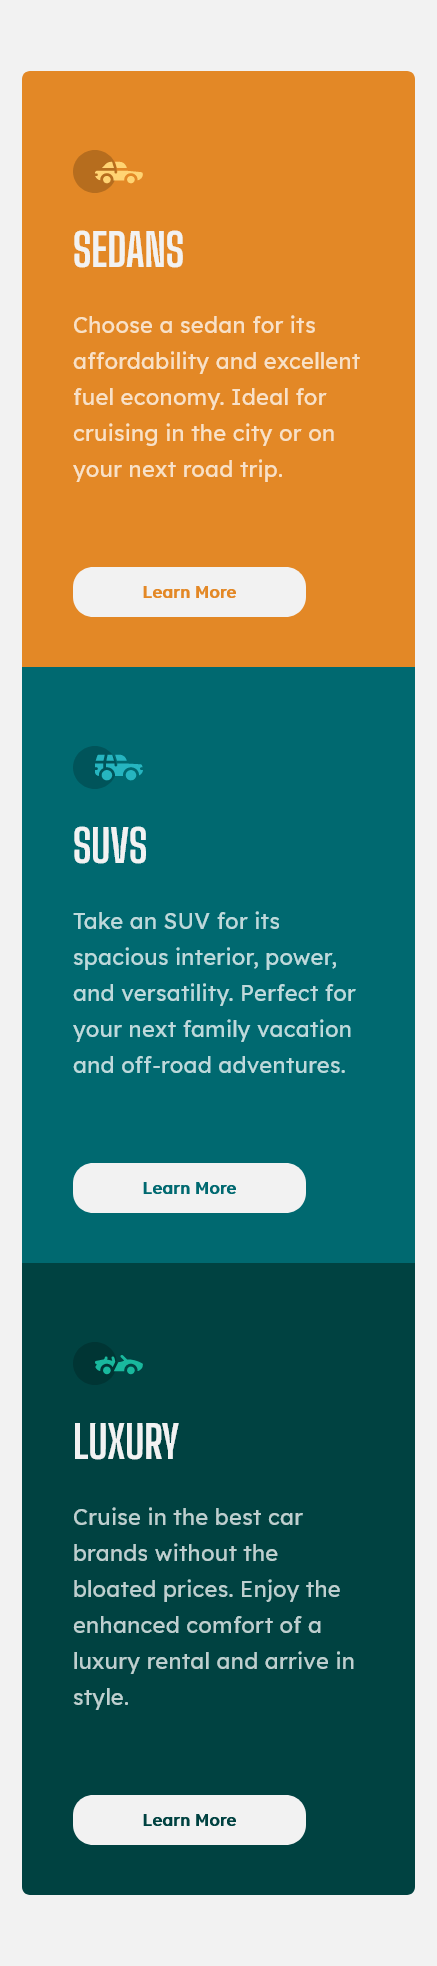 SEDANS
Choose a sedan for its
affordability and excellent
fuel economy. Ideal for
cruising in the city or on
your next road trip.
Learn More
SUVS
Take an SUV for its
spacious interior, power,
and versatility. Perfect for
your next family vacation
and off-road adventures.
Learn More
LUXURY
Cruise in the best car
brands without the
bloated prices. Enjoy the
enhanced comfort of a
luxury rental and arrive in
style.
Learn More